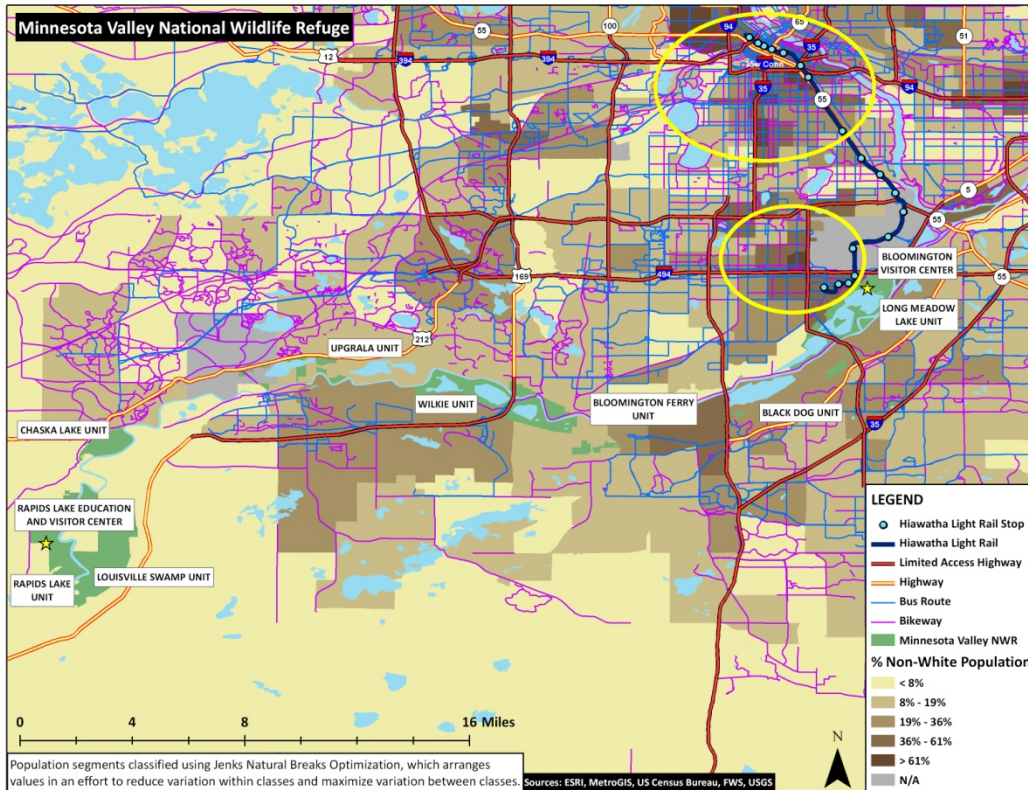 Minnesota Valley National Wildlife Refuge
12
394
55
394
100
94
65
35
35w Conn
51
35
94
55
5
55
BLOOMINGTON
VISITOR CENTER
494
169
55
LONG MEADOW
LAKE UNIT
212
UPGRALA UNIT
WILKIE UNIT
BLOOMINGTON FERRY
UNIT
BLACK DOG UNIT
35
CHASKA LAKE UNIT
RAPIDS LAKE EDUCATION
AND VISITOR CENTER
RAPIDS LAKE
UNIT
LOUISVILLE SWAMP UNIT
LEGEND
Hiawatha Light Rail Stop
Hiawatha Light Rail
Limited Access Highway
Highway
Bus Route
Bikeway
Minnesota Valley NWR
% Non-White Population
< 8%
8% - 19%
19% - 36%
36% - 61%
> 61%
N/A
0 4 8 16 Miles
N
Population segments classified using Jenks Natural Breaks Optimization, which arranges
values in an effort to reduce variation within classes and maximize variation between classes.
Sources: ESRI, MetroGIS, US Census Bureau, FWS, USGS